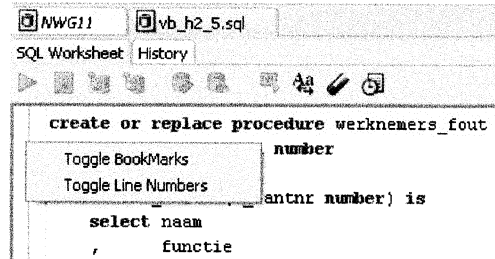 NWG11 vb_h2_5.sql
SQL Worksheet History
Aa
create or replace procedure werknemers_fout
number
Toggle BookMarks
Toggle Line Numbers
antnr number) is
select naam
, functie